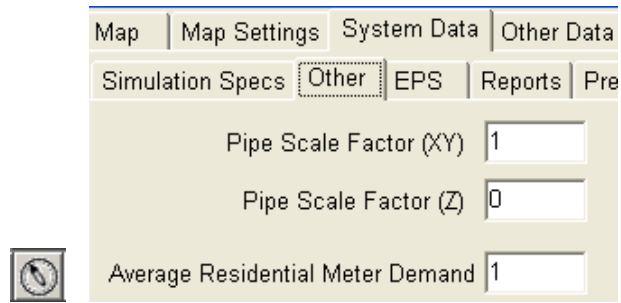 Map Map Settings System Data Other Data
Simulation Specs Other EPS Reports Pre
Pipe Scale Factor (XY) 1
Pipe Scale Factor (Z) 0
Average Residential Meter Demand 1